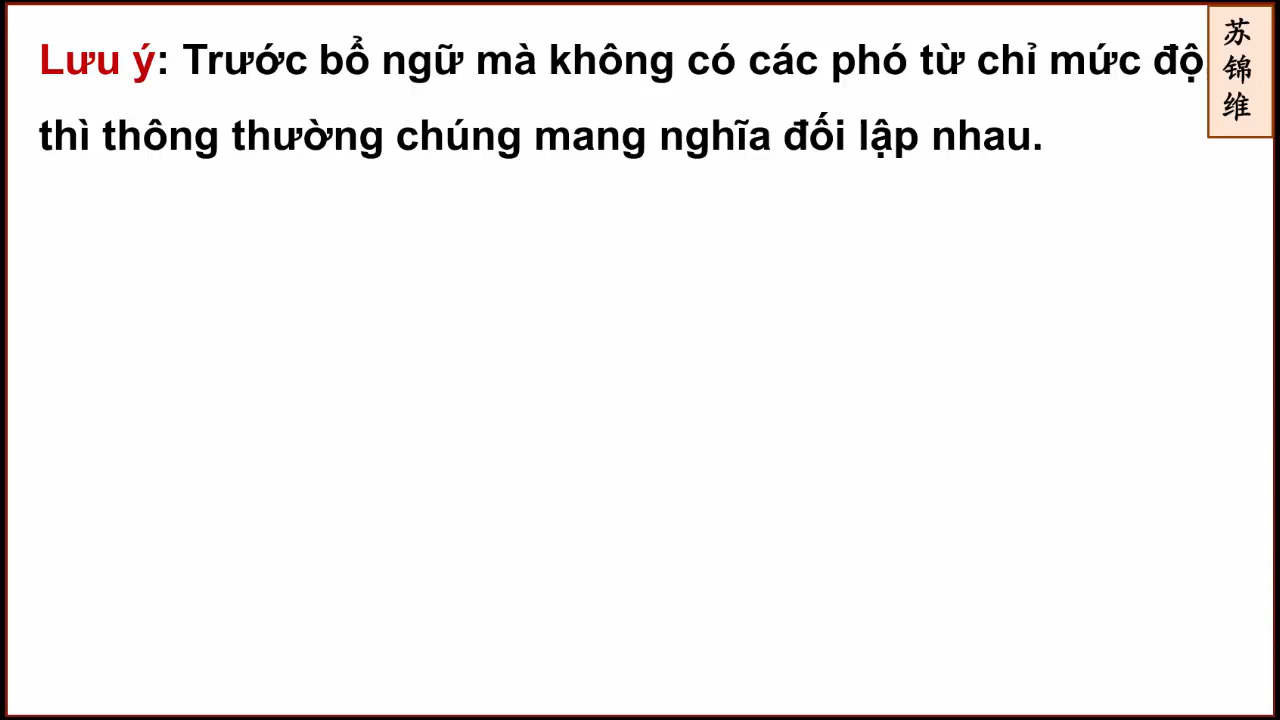 Lưu ý: Trước bổ ngữ mà không có các phó từ chỉ mức độ,
thì thông thường chúng mang nghĩa đối lập nhau.
苏
锦
维